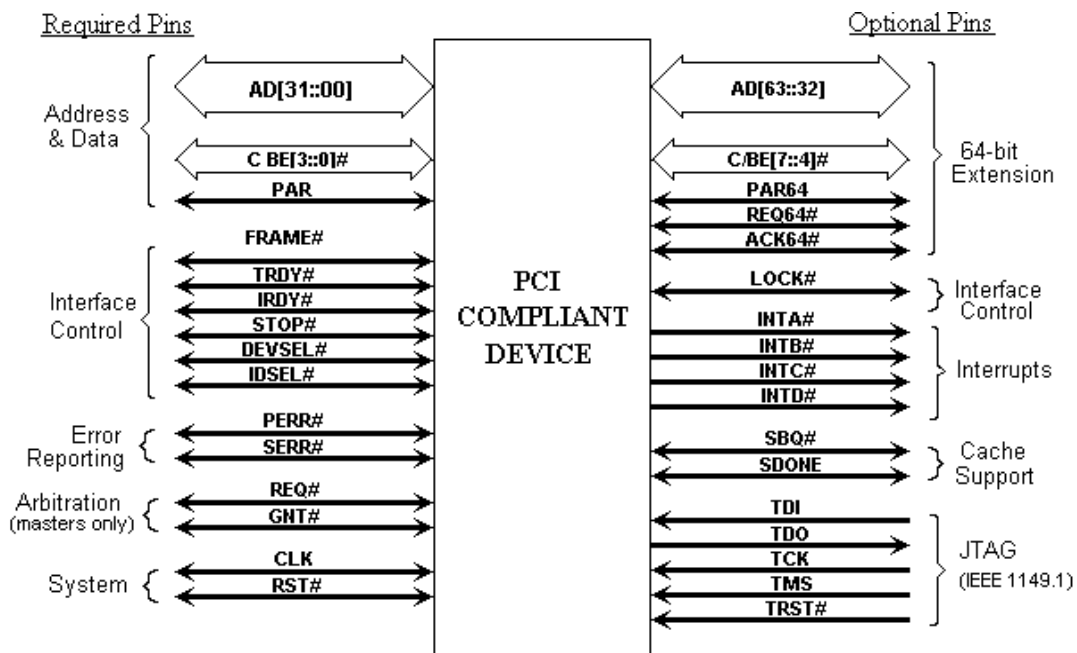 Required Pins
Optional Pins
Address
& Data
AD[31::00]
C BE[3::0]#
PAR
Interface
Control
FRAME#
TRDY#
IRDY#
STOP#
DEVSEL#
IDSEL#
Error
Reporting
PERR#
SERR#
Arbitration
(masters only)
REQ#
GNT#
System
CLK
RST#
PCI
COMPLIANT
DEVICE
AD[63::32]
C/BE[7::4]#
PAR64
REQ64#
ACK64#
64-bit
Extension
LOCK#
Interface
Control
INTA#
INTB#
INTC#
INTD#
Interrupts
SBQ#
SDONE
Cache
Support
TDI
TDO
TCK
TMS
TRST#
JTAG
(IEEE 1149.1)